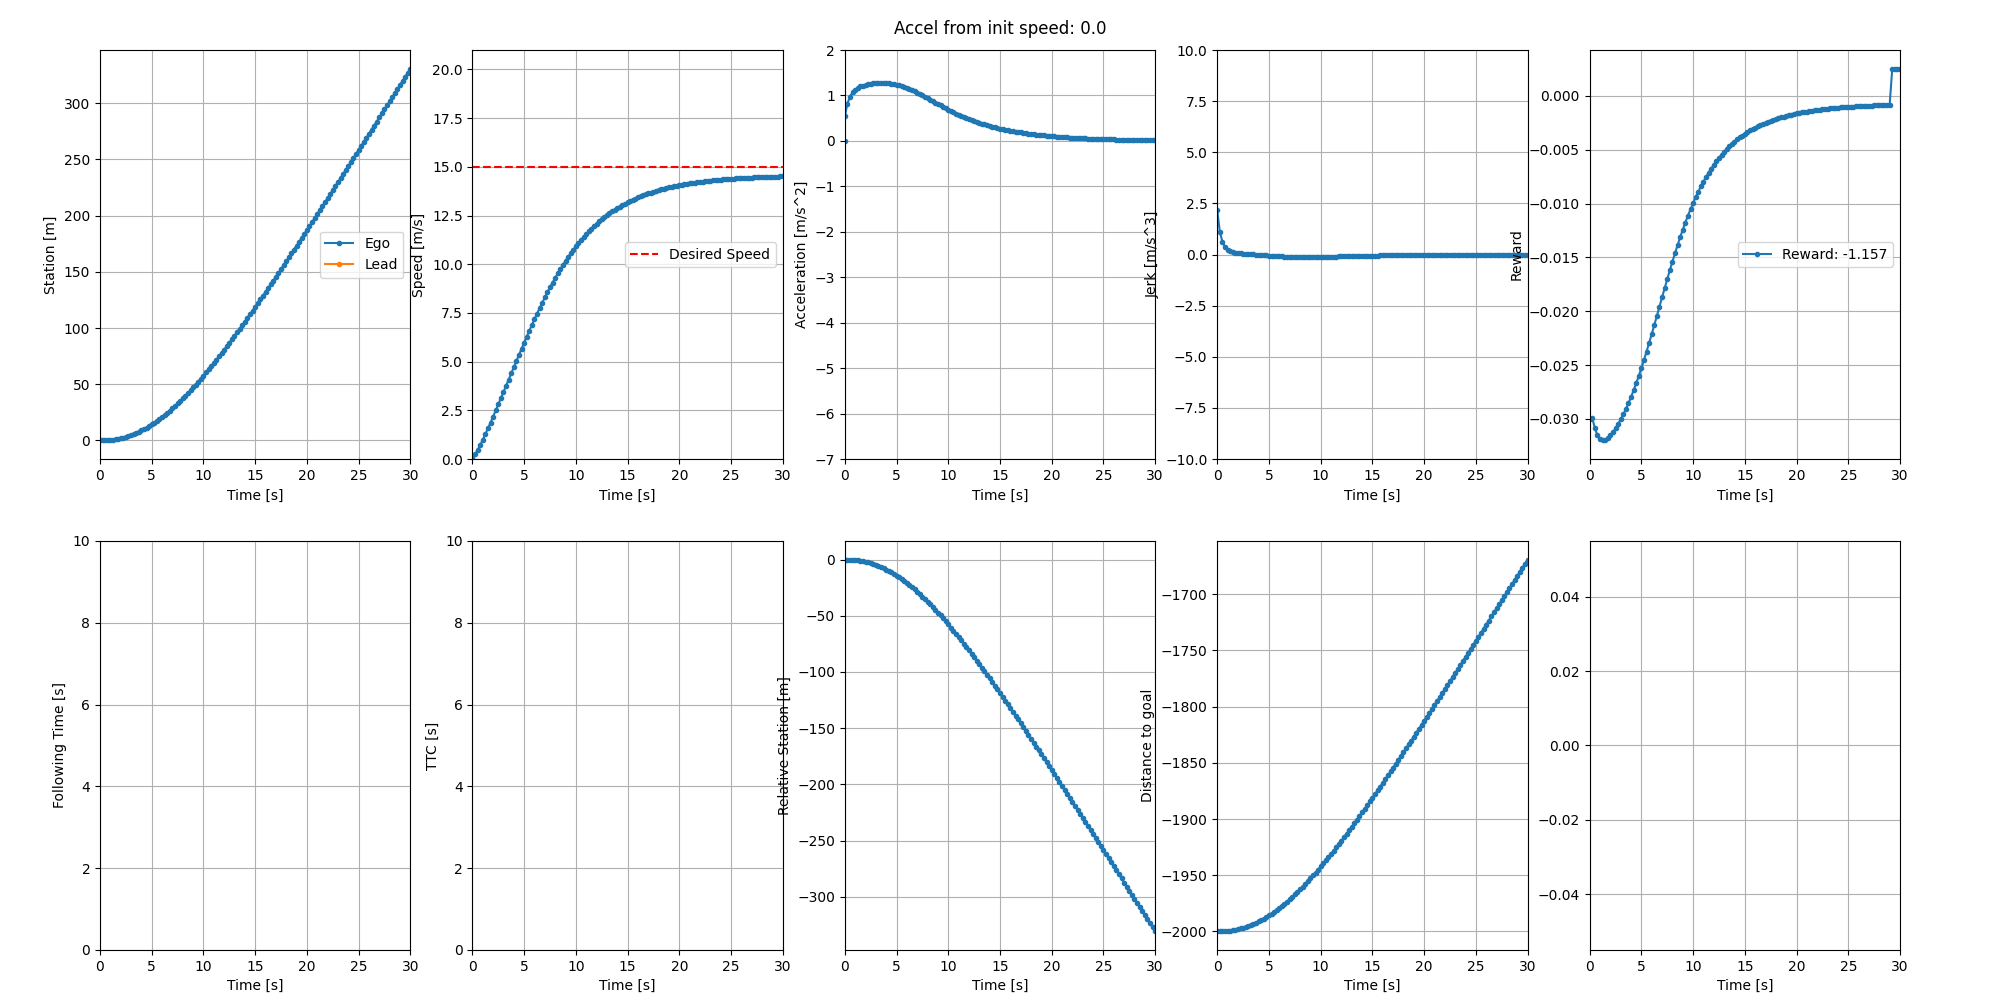 Accel from init speed: 0.0
Station [m]
300
250
200
150
100
50
0
Ego
Lead
0 5 10 15 20 25 30
Time [s]
Speed [m/s]
20.0
17.5
15.0
12.5
10.0
7.5
5.0
2.5
0.0
Desired Speed
0 5 10 15 20 25 30
Time [s]
Acceleration [m/s^2]
2
1
0
−1
−2
−3
−4
−5
−6
−7
0 5 10 15 20 25 30
Time [s]
Jerk [m/s^3]
10.0
7.5
5.0
2.5
0.0
−2.5
−5.0
−7.5
−10.0
0 5 10 15 20 25 30
Time [s]
Reward
0.000
−0.005
−0.010
−0.015
−0.020
−0.025
−0.030
Reward: -1.157
0 5 10 15 20 25 30
Time [s]
Following Time [s]
10
8
6
4
2
0
0 5 10 15 20 25 30
Time [s]
TTC [s]
10
8
6
4
2
0
0 5 10 15 20 25 30
Time [s]
Relative Station [m]
0
−50
−100
−150
−200
−250
−300
0 5 10 15 20 25 30
Time [s]
Distance to goal
−1700
−1750
−1800
−1850
−1900
−1950
−2000
0 5 10 15 20 25 30
Time [s]
0.04
0.02
0.00
−0.02
−0.04
0 5 10 15 20 25 30
Time [s]